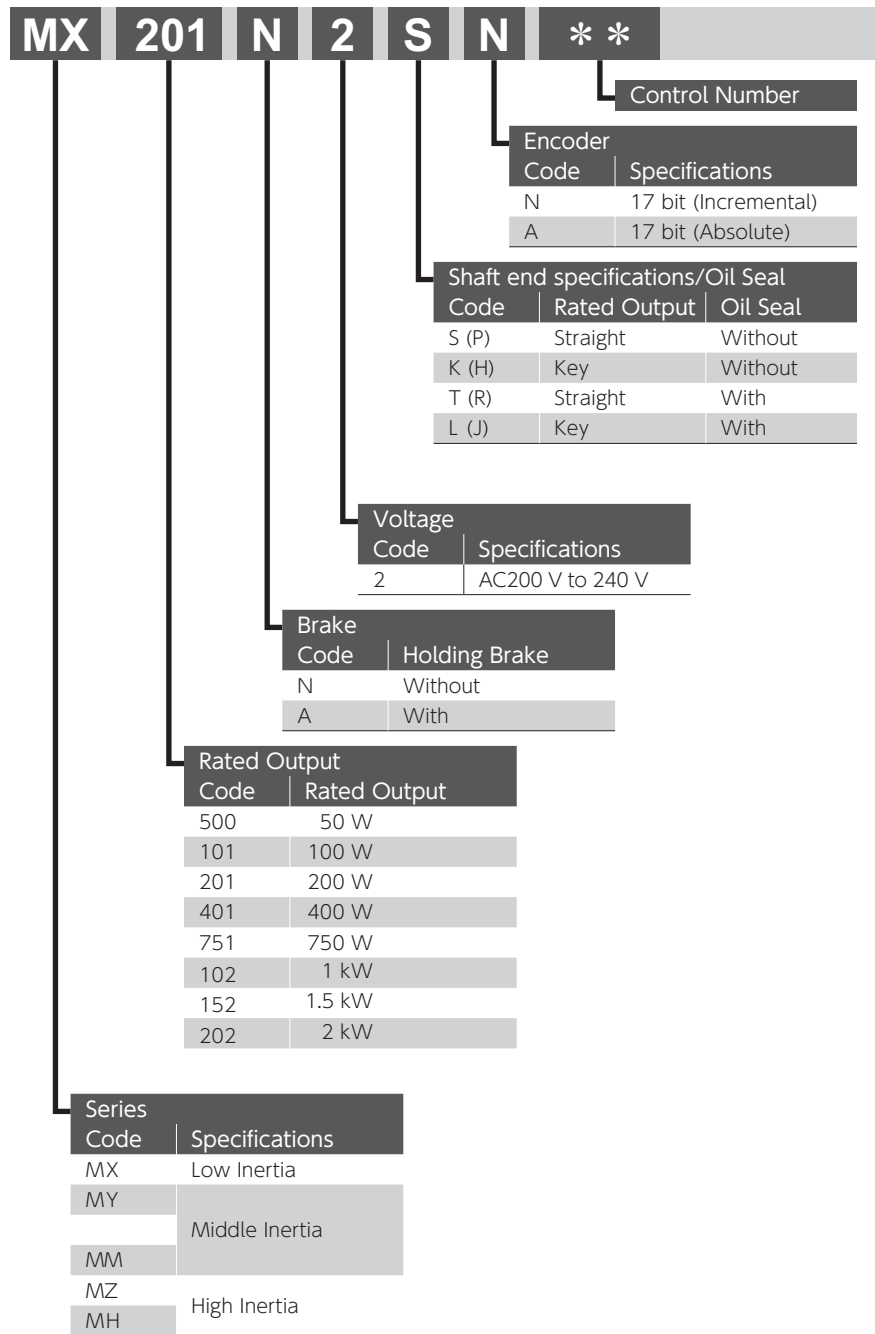 MX 201 N 2 S N * *
Control Number
Encoder
Code Specifications
N 17 bit (Incremental)
A 17 bit (Absolute)
Shaft end specifications/Oil Seal
Code Rated Output Oil Seal
S (P) Straight Without
K (H) Key Without
T (R) Straight With
L (J) Key With
Voltage
Code Specifications
2 AC200 V to 240 V
Brake
Code Holding Brake
N Without
A With
Rated Output
Code Rated Output
500 50 W
101 100 W
201 200 W
401 400 W
751 750 W
102 1 kW
152 1.5 kW
202 2 kW
Series
Code Specifications
MX Low Inertia
MY
Middle Inertia
MM
MZ
High Inertia
MH